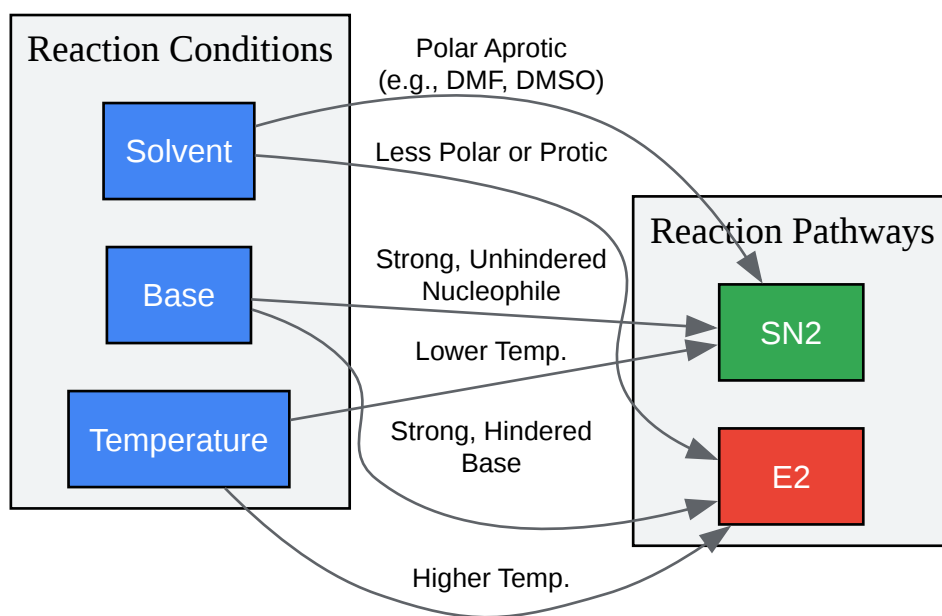 Reaction Conditions
Solvent
Base
Temperature
Polar Aprotic
(e.g., DMF, DMSO)
Less Polar or Protic
Strong, Unhindered
Nucleophile
Lower Temp.
Strong, Hindered
Base
Higher Temp.
Reaction Pathways
SN2
E2